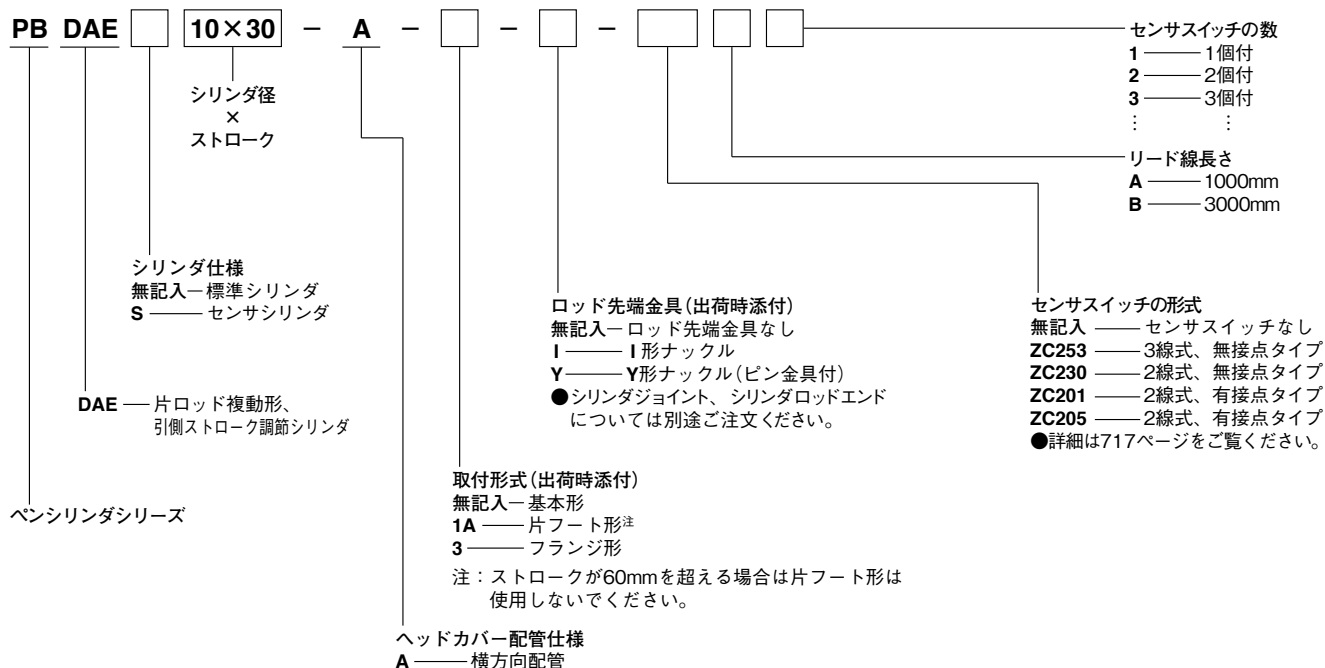 PB DAE 10×30 − A − − −
シリンダ径
×
ストローク
センサスイッチの数
1 1個付
2 2個付
3 3個付
⋮ ⋮
リード線長さ
A 1000mm
B 3000mm
シリンダ仕様
無記入 標準シリンダ
S センサシリンダ
ロッド先端金具(出荷時添付)
無記入 ロッド先端金具なし
I I形ナックル
Y Y形ナックル(ピン金具付)
●シリンダジョイント、シリンダロッドエンド
については別途ご注文ください。
センサスイッチの形式
無記入 センサスイッチなし
ZC253 3線式、無接点タイプ
ZC230 2線式、無接点タイプ
ZC201 2線式、有接点タイプ
ZC205 2線式、有接点タイプ
●詳細は717ページをご覧ください。
DAE 片ロッド複動形、
引側ストローク調節シリンダ
取付形式(出荷時添付)
無記入 基本形
1A 片フート形注
3 フランジ形
注:ストロークが60mmを超える場合は片フート形は
使用しないでください。
ペンシリンダシリーズ
ヘッドカバー配管仕様
A 横方向配管